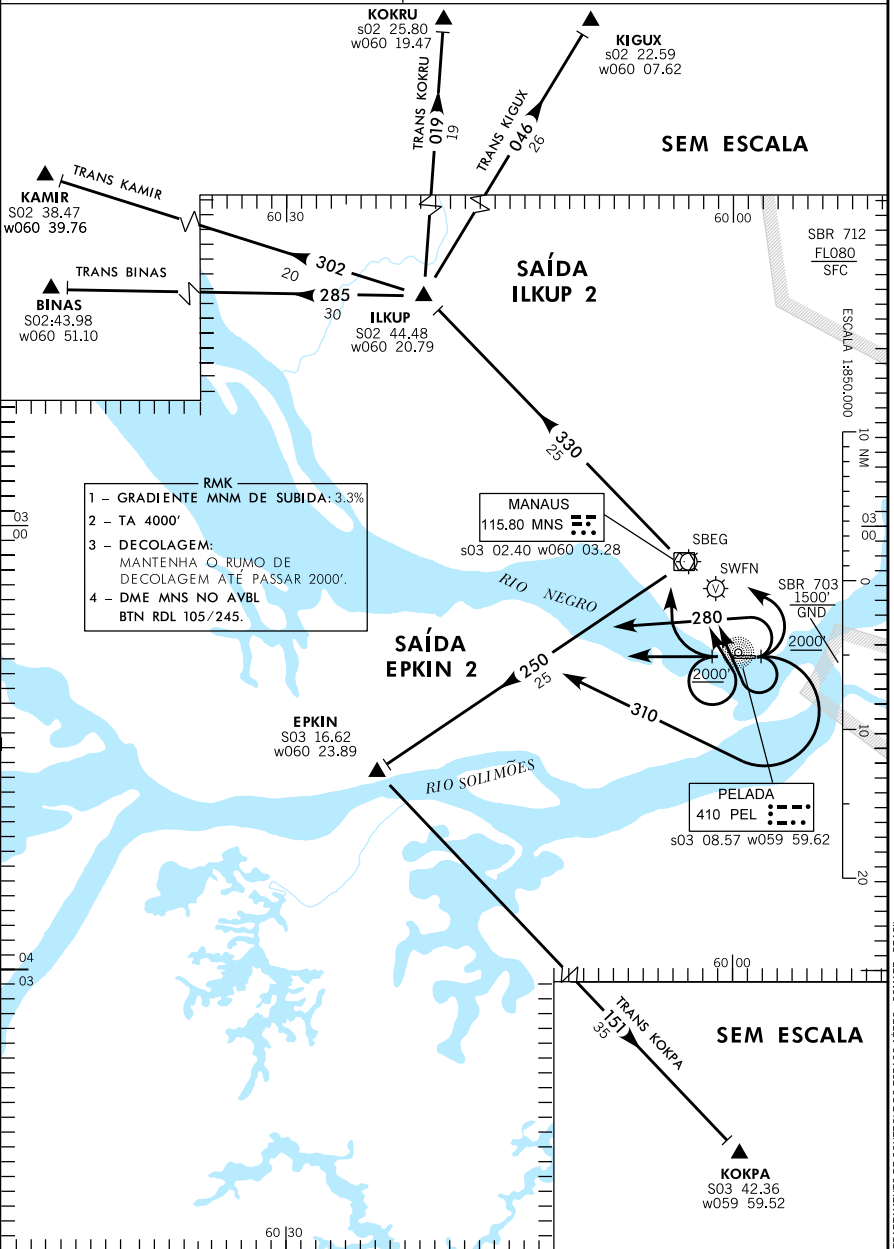 KOKRU
s02 25.80
w060 19.47
KIGUX
s02 22.59
w060 07.62
TRANS KOKRU
019
19
TRANS KIGUX
046
26
SEM ESCALA
TRANS KAMIR
KAMIR
S02 38.47
w060 39.76
60 30
60 00
SBR 712
FL080
SFC
TRANS BINAS
BINAS
S02:43.98
w060 51.10
302
20
285
30
ILKUP
S02 44.48
w060 20.79
SAÍDA
ILKUP 2
ESCALA 1:850.000
10 NM
0
10
20
330
25
RMK
1 – GRADIENTE MNM DE SUBIDA: 3.3%
2 – TA 4000'
3 – DECOLAGEM:
MANTENHA O RUMO DE
DECOLAGEM ATÉ PASSAR 2000'.
4 – DME MNS NO AVBL
BTN RDL 105/245.
03
00
03
00
MANAUS
115.80 MNS
s03 02.40 w060 03.28
SBEG
SWFN
V
SBR 703
1500'
GND
RIO NEGRO
280
2000'
2000'
SAÍDA
EPKIN 2
250
25
310
EPKIN
S03 16.62
w060 23.89
RIO SOLIMÕES
PELADA
410 PEL
s03 08.57 w059 59.62
04
03
60 00
TRANS KOKPA
151
35
SEM ESCALA
KOKPA
S03 42.36
w059 59.52
60 30